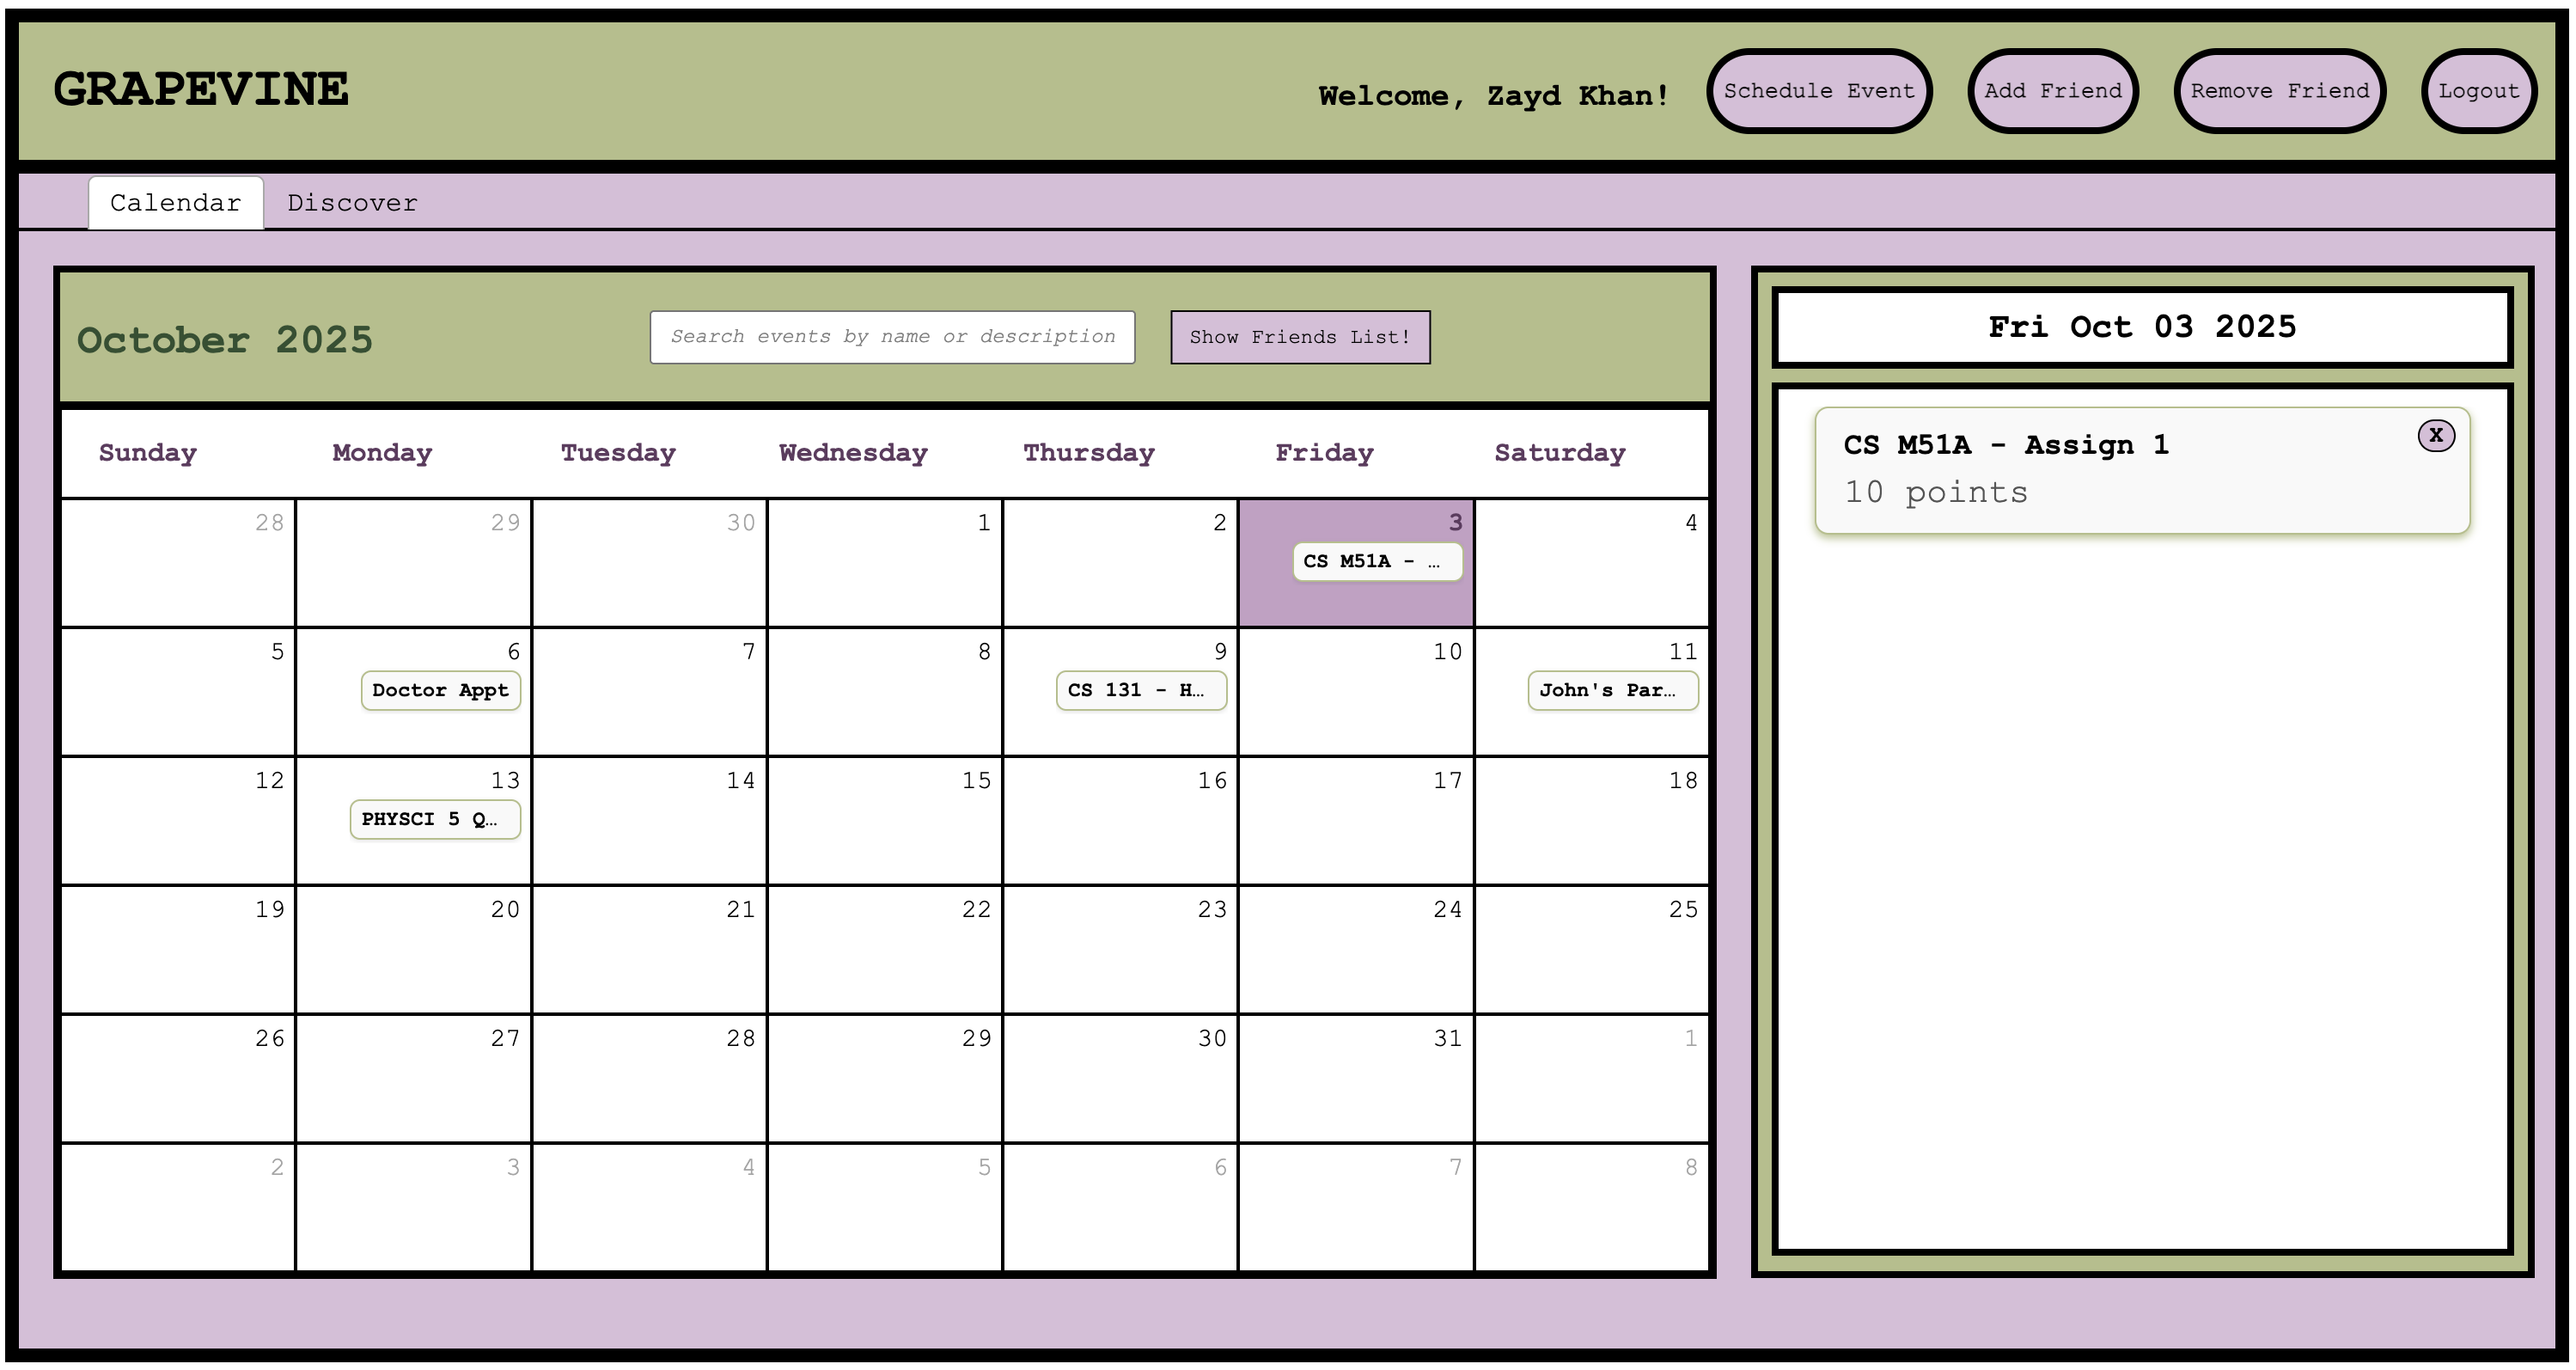 GRAPEVINE
Welcome, Zayd Khan!
Schedule Event
Add Friend
Remove Friend
Logout
Calendar
Discover
October 2025
Search events by name or description
Show Friends List!
Sunday Monday Tuesday Wednesday Thursday Friday Saturday
28 29 30 1 2 3 4
CS M51A - …
5 6 7 8 9 10 11
Doctor Appt CS 131 - H… John's Par…
12 13 14 15 16 17 18
PHYSCI 5 Q…
19 20 21 22 23 24 25
26 27 28 29 30 31 1
2 3 4 5 6 7 8
Fri Oct 03 2025
CS M51A - Assign 1
X
10 points